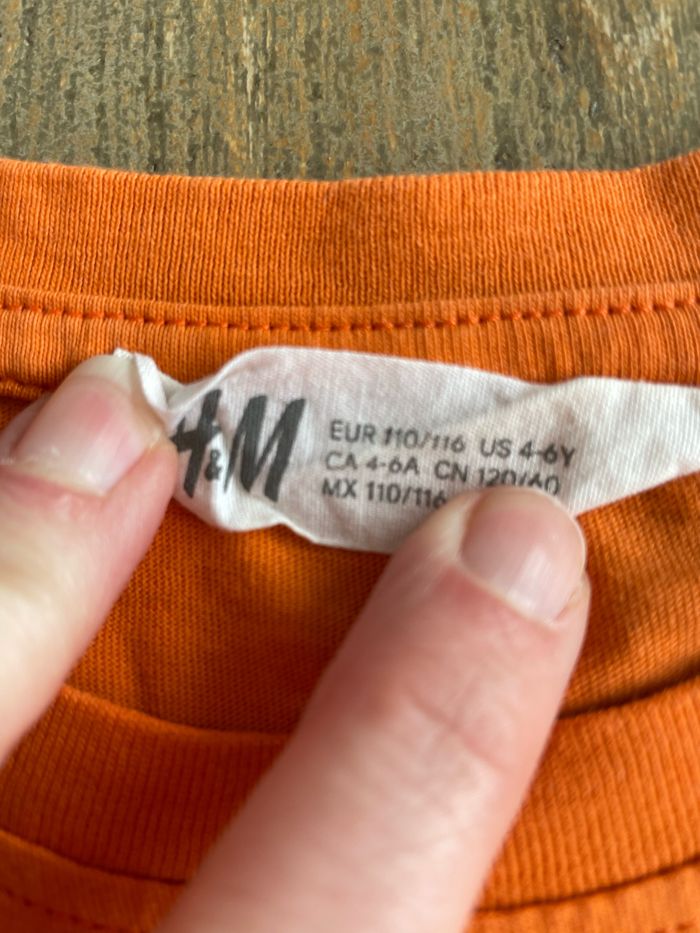 H&M
EUR 110/116 US 4-6Y
CA 4-6A CN 120/60
MX 110/116